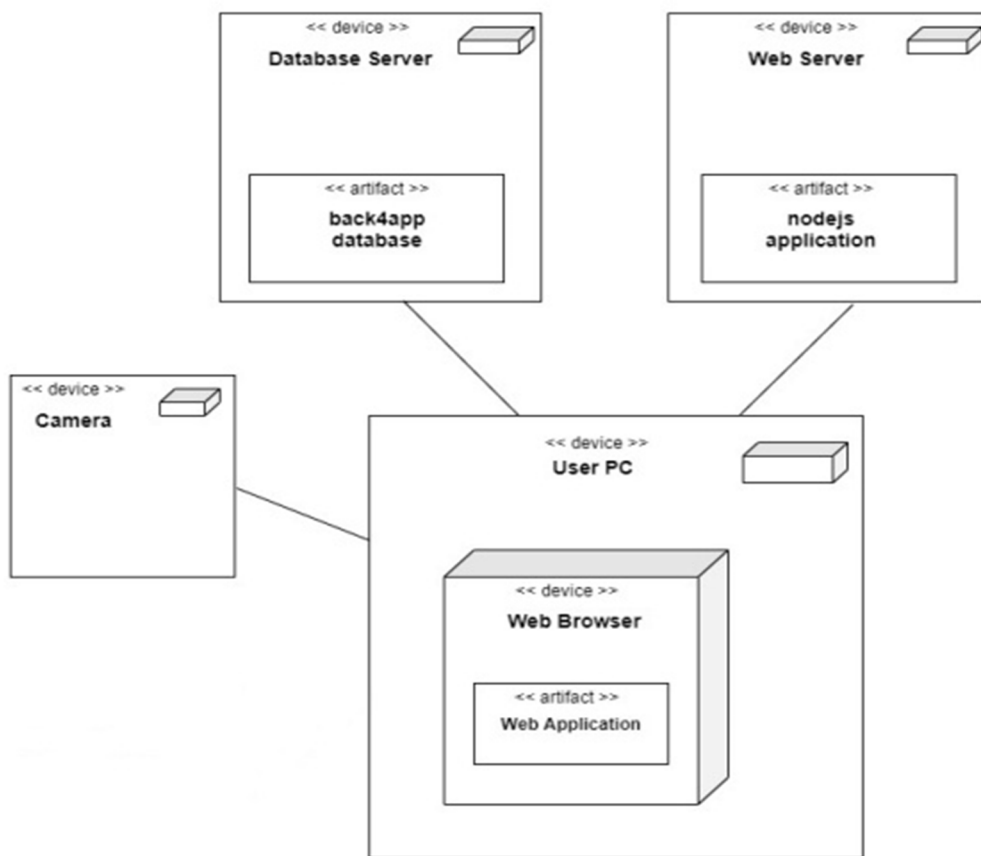 << device >>
Database Server
<< artifact >>
back4app
database
<< device >>
Web Server
<< artifact >>
nodejs
application
<< device >>
Camera
<< device >>
User PC
<< device >>
Web Browser
<< artifact >>
Web Application